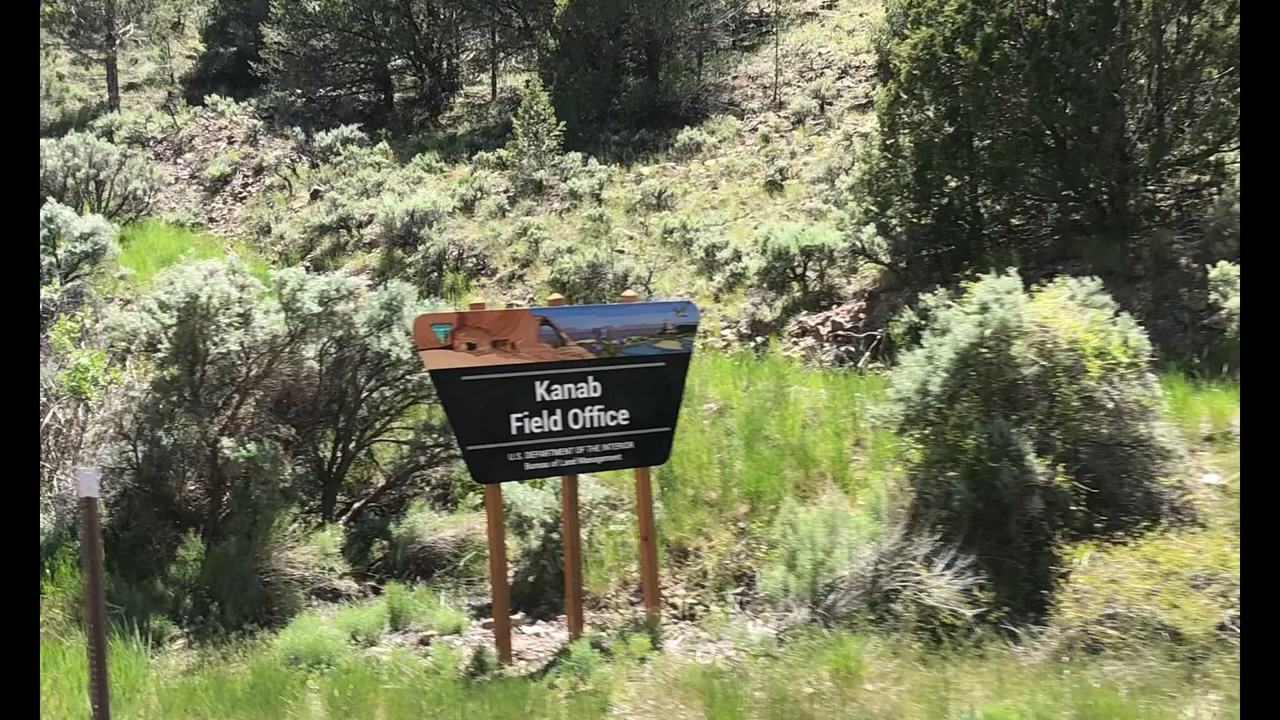 Kanab
Field Office
U.S. DEPARTMENT OF THE INTERIOR
Bureau of Land Management